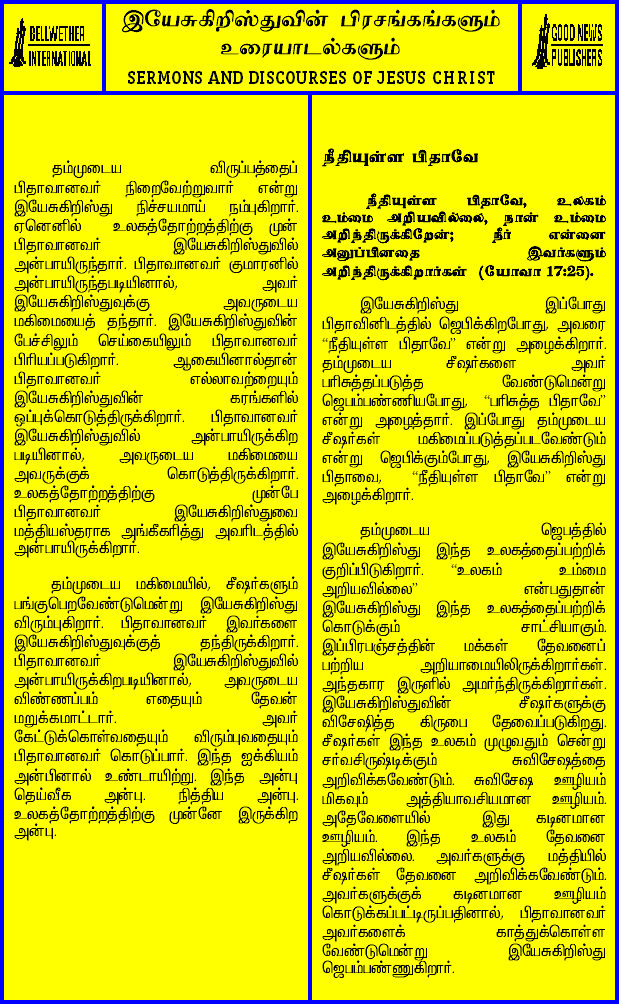 BELLWETHER
INTERNATIONAL
இயேசுகிறிஸ்துவின் பிரசங்கங்களும்
உரையாடல்களும்
SERMONS AND DISCOURSES OF JESUS CHRIST
GOOD NEWS
PUBLISHERS
தம்முடைய விருப்பத்தைப்
பிதாவானவர் நிறைவேற்றுவார் என்று
இயேசுகிறிஸ்து நிச்சயமாய் நம்புகிறார்.
ஏனெனில் உலகத்தோற்றத்திற்கு முன்
பிதாவானவர் இயேசுகிறிஸ்துவில்
அன்பாயிருந்தார். பிதாவானவர் குமாரனில்
அன்பாயிருந்தபடியினால், அவர்
இயேசுகிறிஸ்துவுக்கு அவருடைய
மகிமையைத் தந்தார். இயேசுகிறிஸ்துவின்
பேச்சிலும் செய்கையிலும் பிதாவானவர்
பிரியப்படுகிறார். ஆகையினால்தான்
பிதாவானவர் எல்லாவற்றையும்
இயேசுகிறிஸ்துவின் கரங்களில்
ஒப்புக்கொடுத்திருக்கிறார். பிதாவானவர்
இயேசுகிறிஸ்துவில் அன்பாயிருக்கிற
படியினால், அவருடைய மகிமையை
அவருக்குக் கொடுத்திருக்கிறார்.
உலகத்தோற்றத்திற்கு முன்பே
பிதாவானவர் இயேசுகிறிஸ்துவை
மத்தியஸ்தராக அங்கீகரித்து அவரிடத்தில்
அன்பாயிருக்கிறார்.
தம்முடைய மகிமையில், சீஷர்களும்
பங்குபெறவேண்டுமென்று இயேசுகிறிஸ்து
விரும்புகிறார். பிதாவானவர் இவர்களை
இயேசுகிறிஸ்துவுக்குத் தந்திருக்கிறார்.
பிதாவானவர் இயேசுகிறிஸ்துவில்
அன்பாயிருக்கிறபடியினால், அவருடைய
விண்ணப்பம் எதையும் தேவன்
மறுக்கமாட்டார். அவர்
கேட்டுக்கொள்வதையும் விரும்புவதையும்
பிதாவானவர் கொடுப்பார். இந்த ஐக்கியம்
அன்பினால் உண்டாயிற்று. இந்த அன்பு
தெய்வீக அன்பு. நித்திய அன்பு.
உலகத்தோற்றத்திற்கு முன்னே இருக்கிற
அன்பு.
நீதியுள்ள பிதாவே
நீதியுள்ள பிதாவே, உலகம்
உம்மை அறியவில்லை, நான் உம்மை
அறிந்திருக்கிறேன்; நீர் என்னை
அனுப்பினதை இவர்களும்
அறிந்திருக்கிறார்கள் (யோவா 17:25).
இயேசுகிறிஸ்து இப்போது
பிதாவினிடத்தில் ஜெபிக்கிறபோது, அவரை
“நீதியுள்ள பிதாவே” என்று அழைக்கிறார்.
தம்முடைய சீஷர்களை அவர்
பரிசுத்தப்படுத்த வேண்டுமென்று
ஜெபம்பண்ணியபோது, “பரிசுத்த பிதாவே”
என்று அழைத்தார். இப்போது தம்முடைய
சீஷர்கள் மகிமைப்படுத்தப்படவேண்டும்
என்று ஜெபிக்கும்போது, இயேசுகிறிஸ்து
பிதாவை, “நீதியுள்ள பிதாவே” என்று
அழைக்கிறார்.
தம்முடைய ஜெபத்தில்
இயேசுகிறிஸ்து இந்த உலகத்தைப்பற்றிக்
குறிப்பிடுகிறார். “உலகம் உம்மை
அறியவில்லை” என்பதுதான்
இயேசுகிறிஸ்து இந்த உலகத்தைப்பற்றிக்
கொடுக்கும் சாட்சியாகும்.
இப்பிரபஞ்சத்தின் மக்கள் தேவனைப்
பற்றிய அறியாமையிலிருக்கிறார்கள்.
அந்தகார இருளில் அமர்ந்திருக்கிறார்கள்.
இயேசுகிறிஸ்துவின் சீஷர்களுக்கு
விசேஷித்த கிருபை தேவைப்படுகிறது.
சீஷர்கள் இந்த உலகம் முழுவதும் சென்று
சர்வசிருஷ்டிக்கும் சுவிசேஷத்தை
அறிவிக்கவேண்டும். சுவிசேஷ ஊழியம்
மிகவும் அத்தியாவசியமான ஊழியம்.
அதேவேளையில் இது கடினமான
ஊழியம். இந்த உலகம் தேவனை
அறியவில்லை. அவர்களுக்கு மத்தியில்
சீஷர்கள் தேவனை அறிவிக்கவேண்டும்.
அவர்களுக்குக் கடினமான ஊழியம்
கொடுக்கப்பட்டிருப்பதினால், பிதாவானவர்
அவர்களைக் காத்துக்கொள்ள
வேண்டுமென்று இயேசுகிறிஸ்து
ஜெபம்பண்ணுகிறார்.